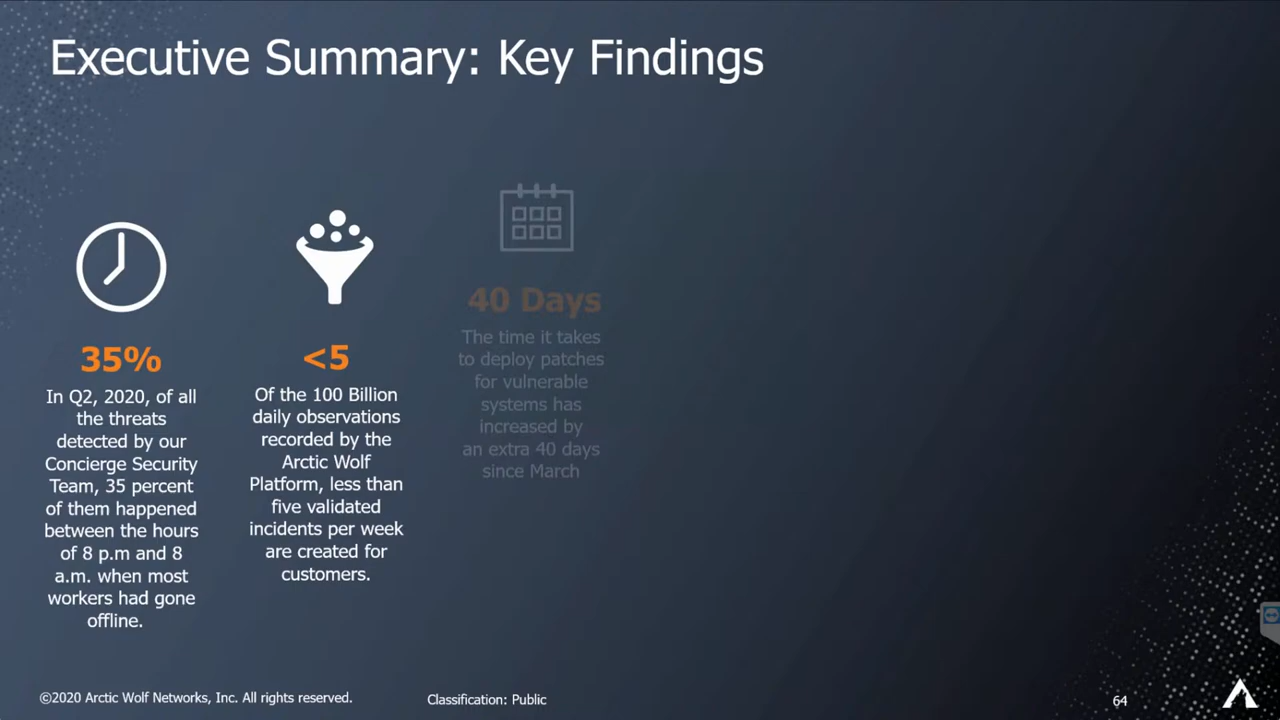 Executive Summary: Key Findings
35%
In Q2, 2020, of all
the threats
detected by our
Concierge Security
Team, 35 percent
of them happened
between the hours
of 8 p.m and 8
a.m. when most
workers had gone
offline.
<5
Of the 100 Billion
daily observations
recorded by the
Arctic Wolf
Platform, less than
five validated
incidents per week
are created for
customers.
40 Days
The time it takes
to deploy patches
for vulnerable
systems has
increased by
an extra 40 days
since March
©2020 Arctic Wolf Networks, Inc. All rights reserved.
Classification: Public
64